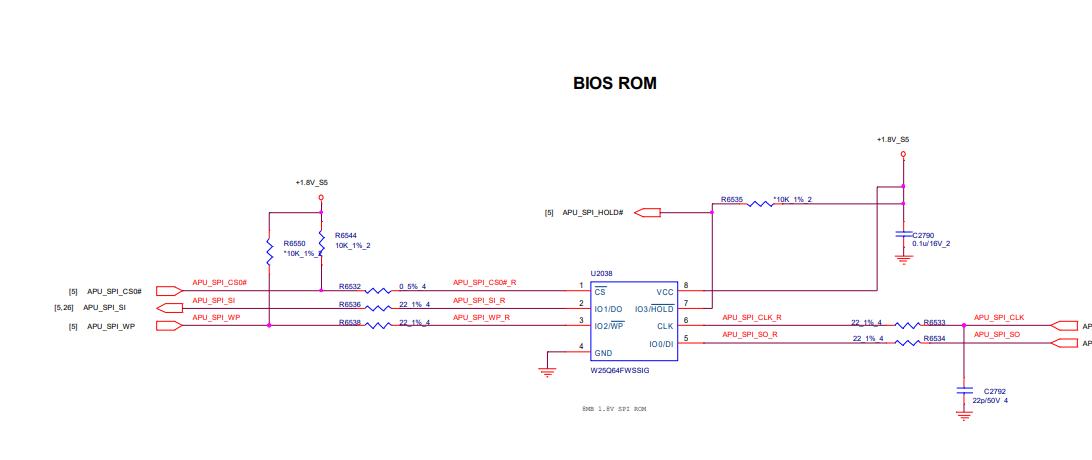 BIOS ROM
+1.8V_S5
+1.8V_S5
R6535 *10K_1%_2
[5] APU_SPI_HOLD#
R6550
*10K_1%_2
R6544
10K_1%_2
C2790
0.1u/16V_2
U2038
[5] APU_SPI_CS0# APU_SPI_CS0# R6532 0_5%_4 APU_SPI_CS0#_R 1 CS VCC 8
[5,26] APU_SPI_SI APU_SPI_SI R6536 22_1%_4 APU_SPI_SI_R 2 IO1/DO IO3/HOLD 7
[5] APU_SPI_WP APU_SPI_WP R6538 22_1%_4 APU_SPI_WP_R 3 IO2/WP CLK 6 APU_SPI_CLK_R 22_1%_4 R6533 APU_SPI_CLK AP
4 GND IO0/DI 5 APU_SPI_SO_R 22_1%_4 R6534 APU_SPI_SO AP
W25Q64FWSSIG
C2792
22p/50V_4
8MB 1.8V SPI ROM